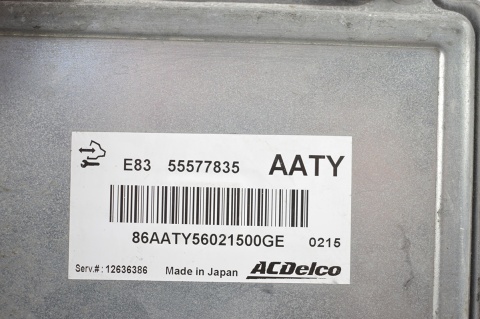 E83 55577835 AATY
86AATY56021500GE 0215
Serv.#: 12636386 Made in Japan ACDelco